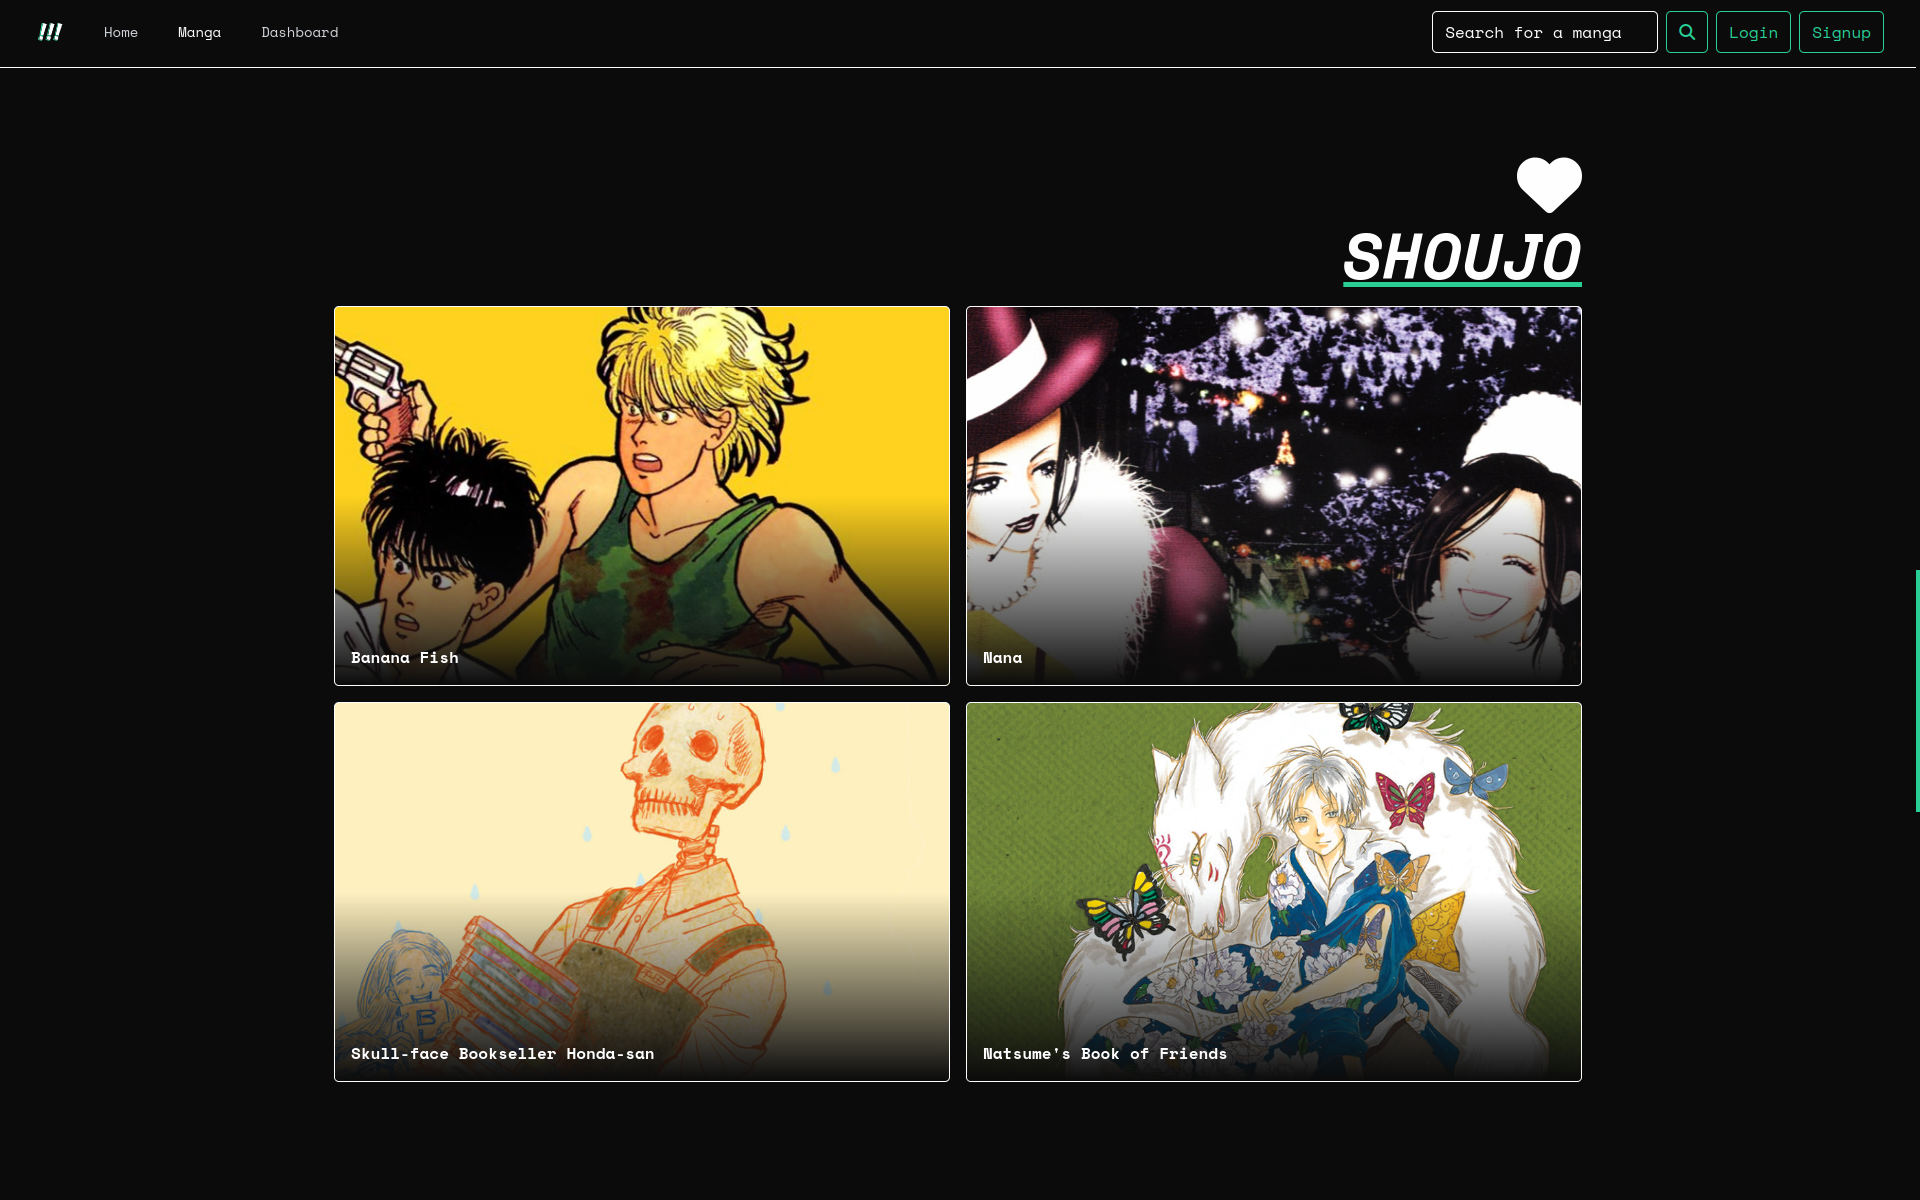 !!! Home Manga Dashboard Search for a manga Login Signup
SHOUJO
Banana Fish
Nana
BL
Skull-face Bookseller Honda-san
Natsume's Book of Friends